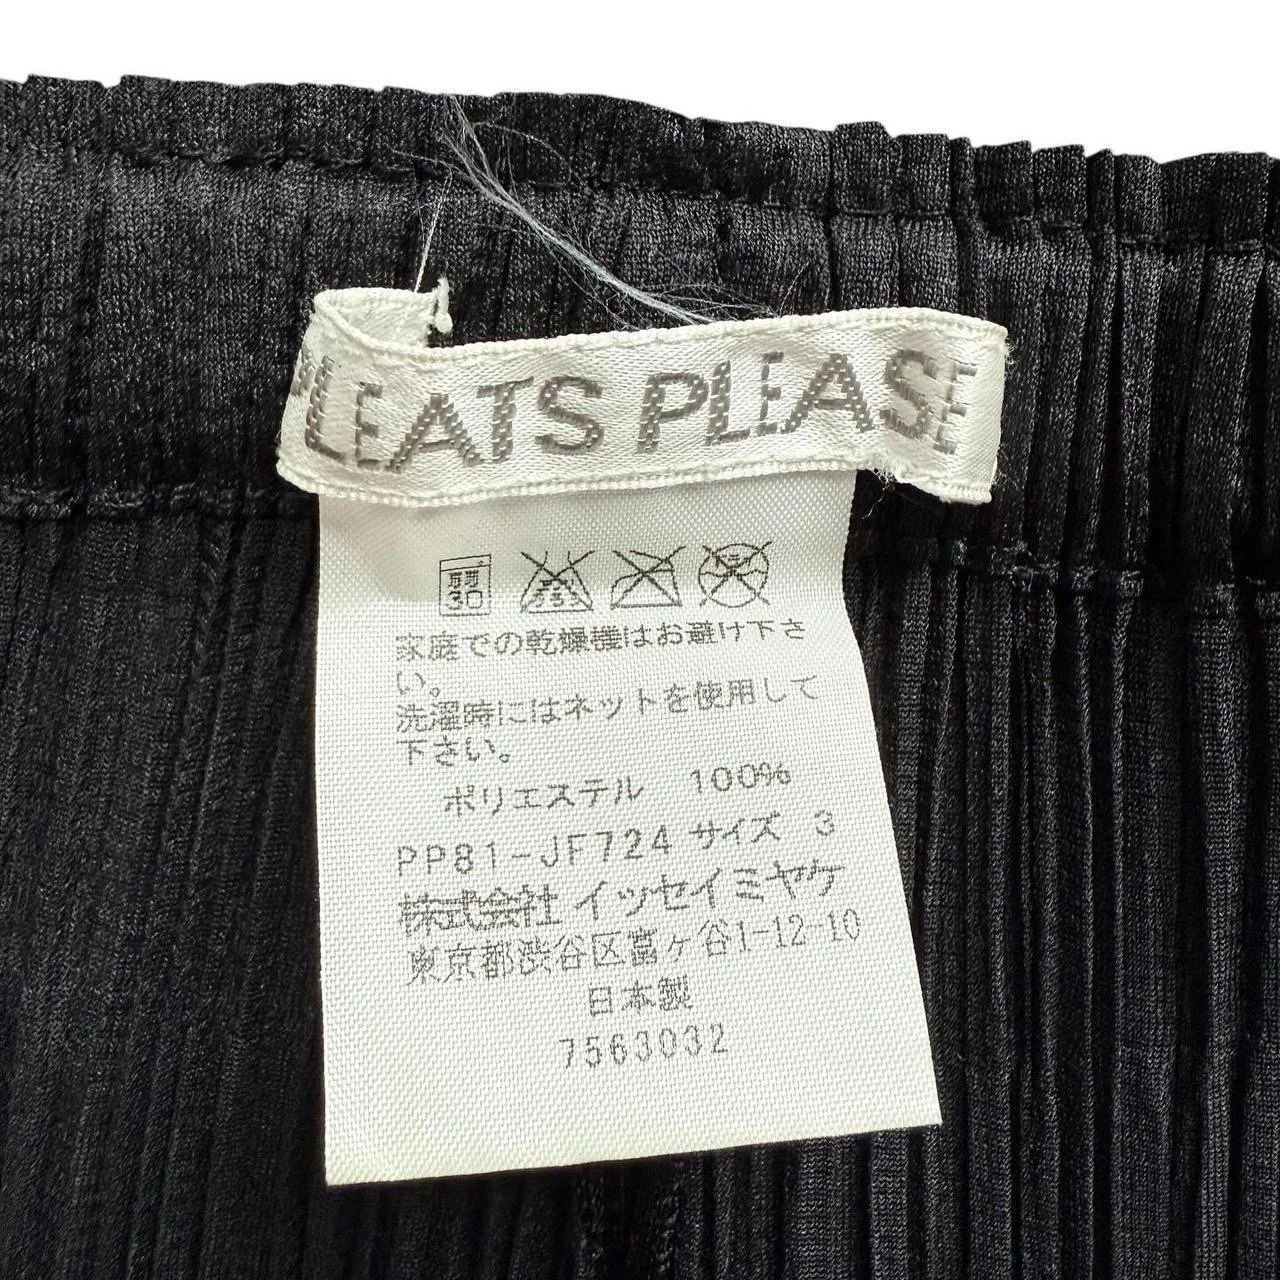 PLEATS PLEASE
弱
30
家庭での乾燥機はお避け下さ
い。
洗濯時にはネットを使用して
下さい。
ポリエステル 100%
PP81-JF724 サイズ 3
株式会社 イッセイミヤケ
東京都渋谷区富ヶ谷1-12-10
日本製
7563032